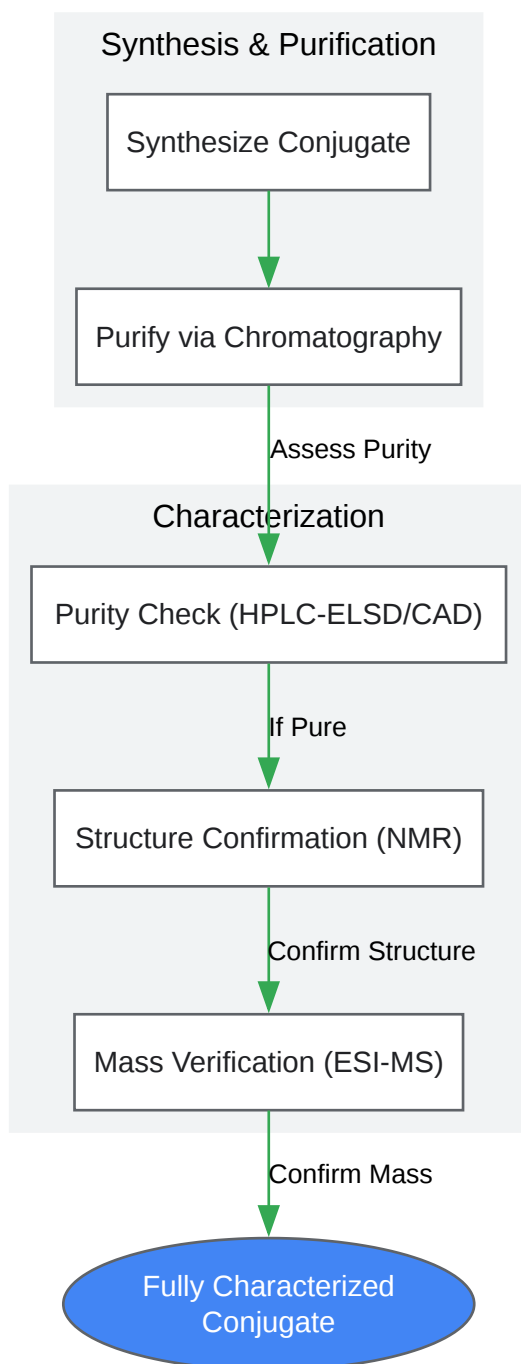 Synthesis & Purification
Synthesize Conjugate
Purify via Chromatography
Assess Purity
Characterization
Purity Check (HPLC-ELSD/CAD)
If Pure
Structure Confirmation (NMR)
Confirm Structure
Mass Verification (ESI-MS)
Confirm Mass
Fully Characterized
Conjugate